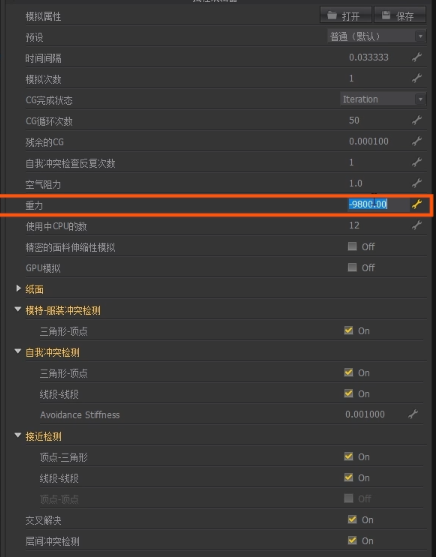 模拟属性 打开 保存
预设 普通（默认）
时间间隔 0.033333
模拟次数 1
CG完成状态 Iteration
CG循环次数 50
残余的CG 0.000100
自我冲突检查反复次数 1
空气阻力 1.0
重力 -9800.00
使用中CPU的数 12
精密的面料伸缩性模拟 Off
GPU模拟 Off
纸面
模特-服装冲突检测
三角形-顶点 On
自我冲突检测
三角形-顶点 On
线段-线段 On
Avoidance Stiffness 0.001000
接近检测
顶点-三角形 On
线段-线段 On
顶点-顶点 Off
交叉解决 On
层间冲突检测 On